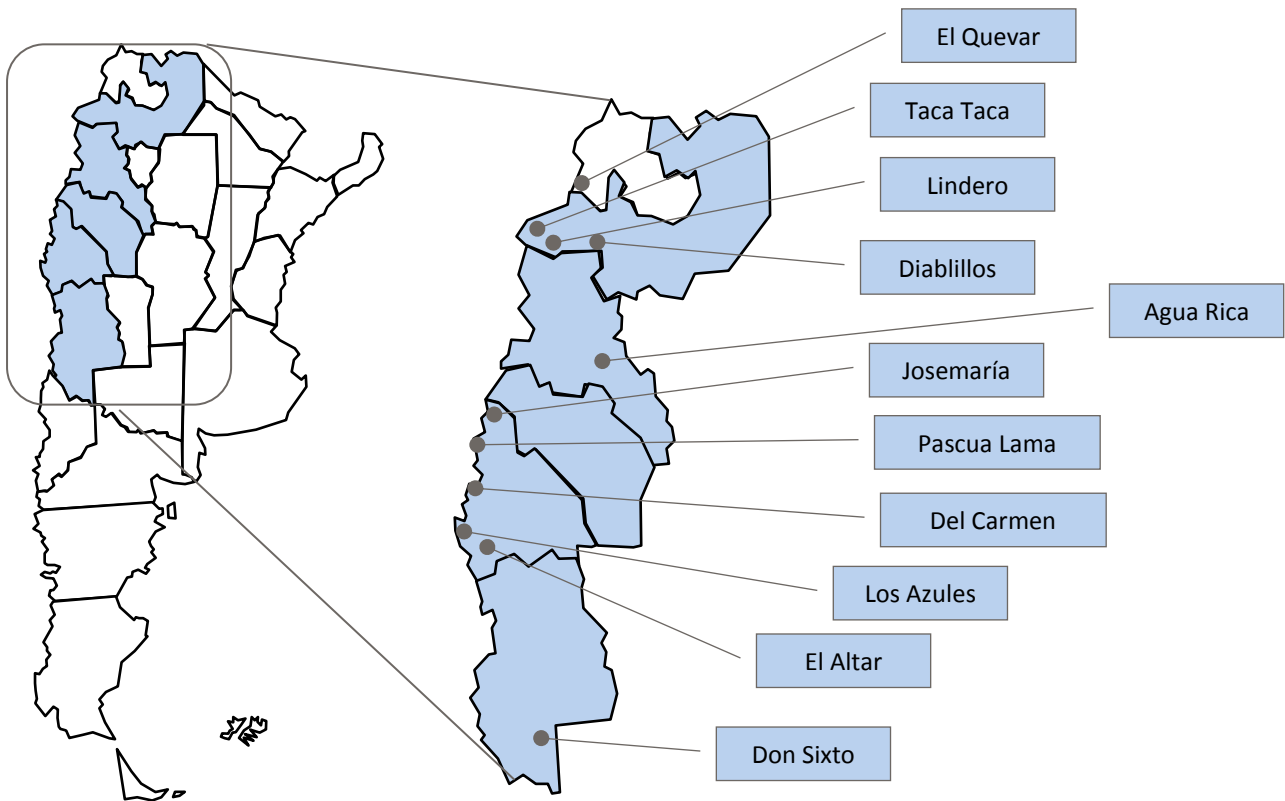 El Quevar
Taca Taca
Lindero
Diablillos
Agua Rica
Josemaría
Pascua Lama
Del Carmen
Los Azules
El Altar
Don Sixto